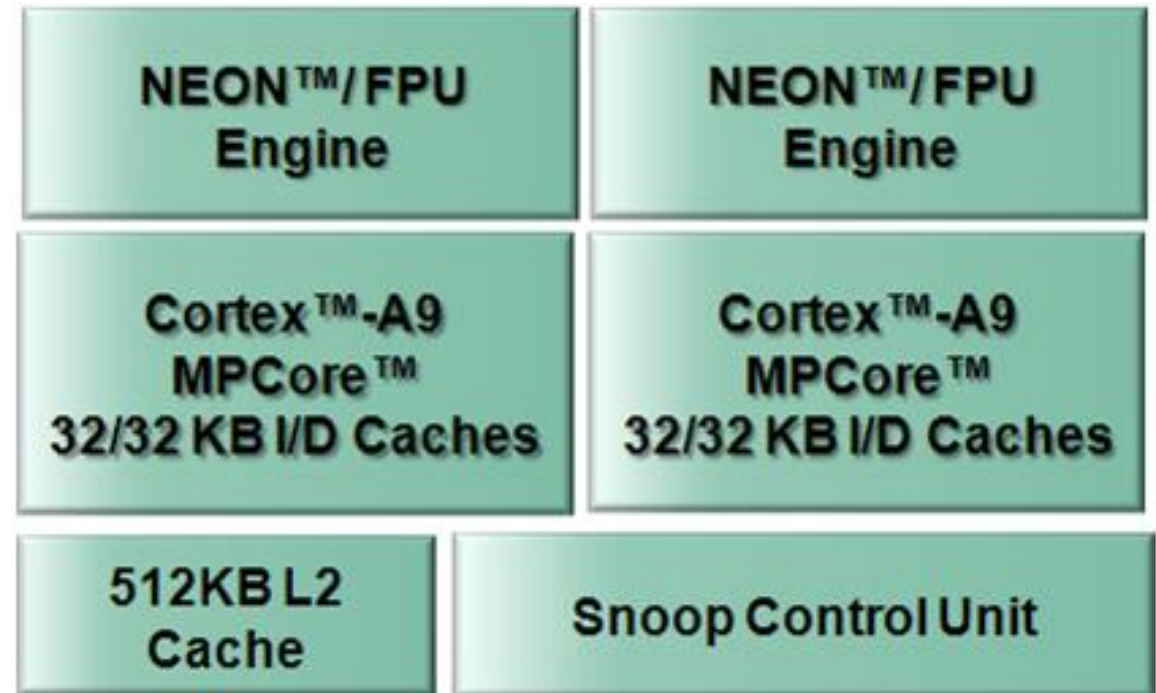 NEON™/FPU
Engine
NEON™/FPU
Engine
Cortex™-A9
MPCore™
32/32 KB I/D Caches
Cortex™-A9
MPCore™
32/32 KB I/D Caches
512KB L2
Cache
Snoop Control Unit